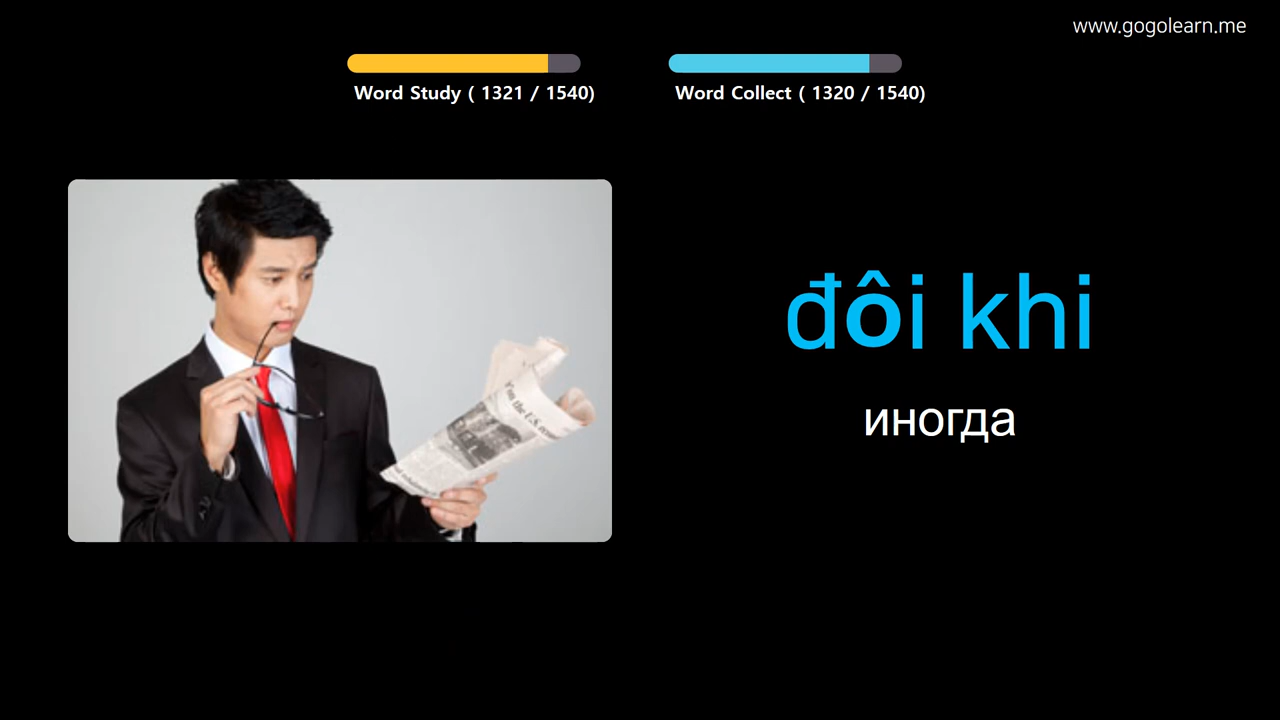 www.gogolearn.me
Word Study ( 1321 / 1540)
Word Collect ( 1320 / 1540)
đôi khi
иногда